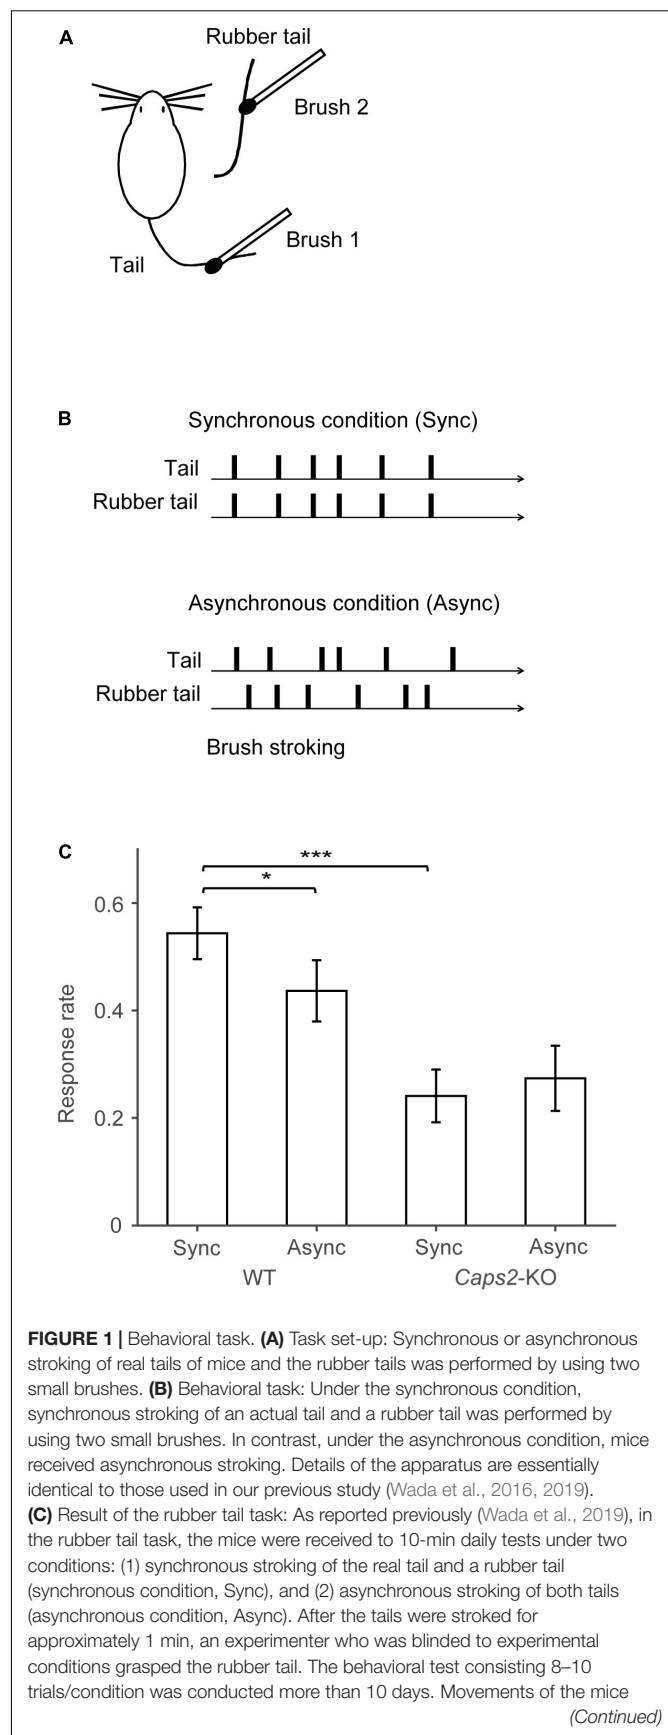 A
Rubber tail
Brush 2
Brush 1
Tail
B
Synchronous condition (Sync)
Tail
Rubber tail
Asynchronous condition (Async)
Tail
Rubber tail
Brush stroking
C
***
*
0.6
0.4
0.2
0
Response rate
Sync
Async
Sync
Async
WT
Caps2-KO
FIGURE 1 | Behavioral task. (A) Task set-up: Synchronous or asynchronous
stroking of real tails of mice and the rubber tails was performed by using two
small brushes. (B) Behavioral task: Under the synchronous condition,
synchronous stroking of an actual tail and a rubber tail was performed by
using two small brushes. In contrast, under the asynchronous condition, mice
received asynchronous stroking. Details of the apparatus are essentially
identical to those used in our previous study (Wada et al., 2016, 2019).
(C) Result of the rubber tail task: As reported previously (Wada et al., 2019), in
the rubber tail task, the mice were received to 10-min daily tests under two
conditions: (1) synchronous stroking of the real tail and a rubber tail
(synchronous condition, Sync), and (2) asynchronous stroking of both tails
(asynchronous condition, Async). After the tails were stroked for
approximately 1 min, an experimenter who was blinded to experimental
conditions grasped the rubber tail. The behavioral test consisting 8–10
trials/condition was conducted more than 10 days. Movements of the mice
(Continued)